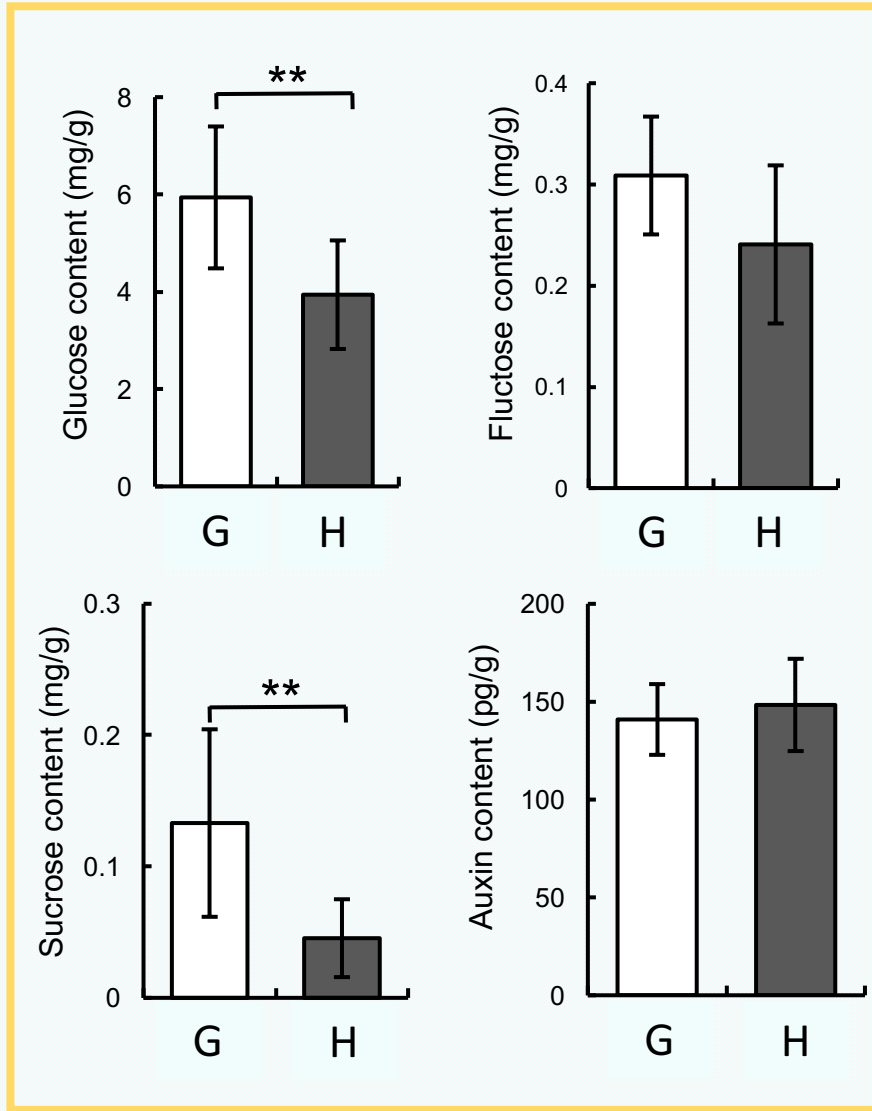 **
Glucose content (mg/g)
8
6
4
2
0
G H
Fluctose content (mg/g)
0.4
0.3
0.2
0.1
0
G H
**
Sucrose content (mg/g)
0.3
0.2
0.1
0
G H
Auxin content (pg/g)
200
150
100
50
0
G H